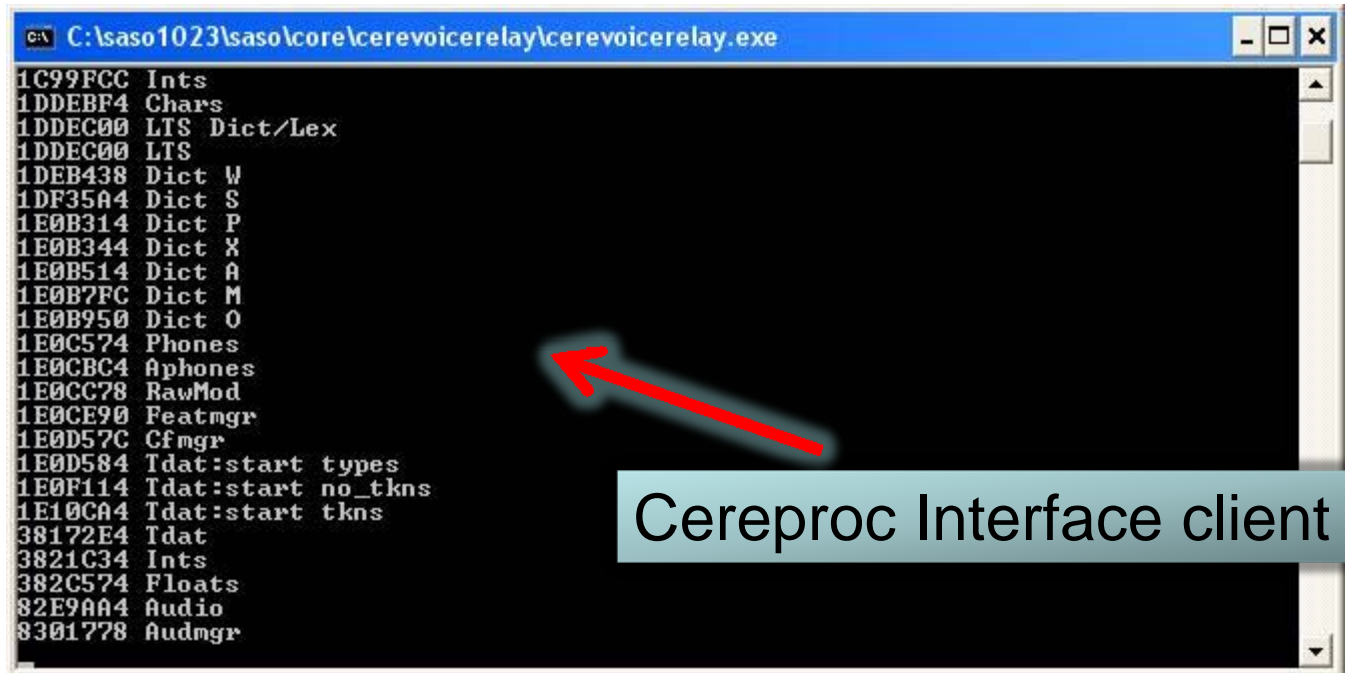 C:\saso1023\saso\core\cerevoicerelay\cerevoicerelay.exe
1C99FCC Ints
1DDEBF4 Chars
1DDEC00 LTS Dict/Lex
1DDEC00 LTS
1DEB438 Dict W
1DF35A4 Dict S
1E0B314 Dict P
1E0B344 Dict X
1E0B514 Dict A
1E0B7FC Dict M
1E0B950 Dict O
1E0C574 Phones
1E0CBC4 Aphones
1E0CC78 RawMod
1E0CE90 Featmgr
1E0D57C Cfmgr
1E0D584 Tdat:start types
1E0F114 Tdat:start no_tkns
1E10CA4 Tdat:start tkns
38172E4 Tdat
3821C34 Ints
382C574 Floats
82E9AA4 Audio
8301778 Audmgr
Cereproc Interface client